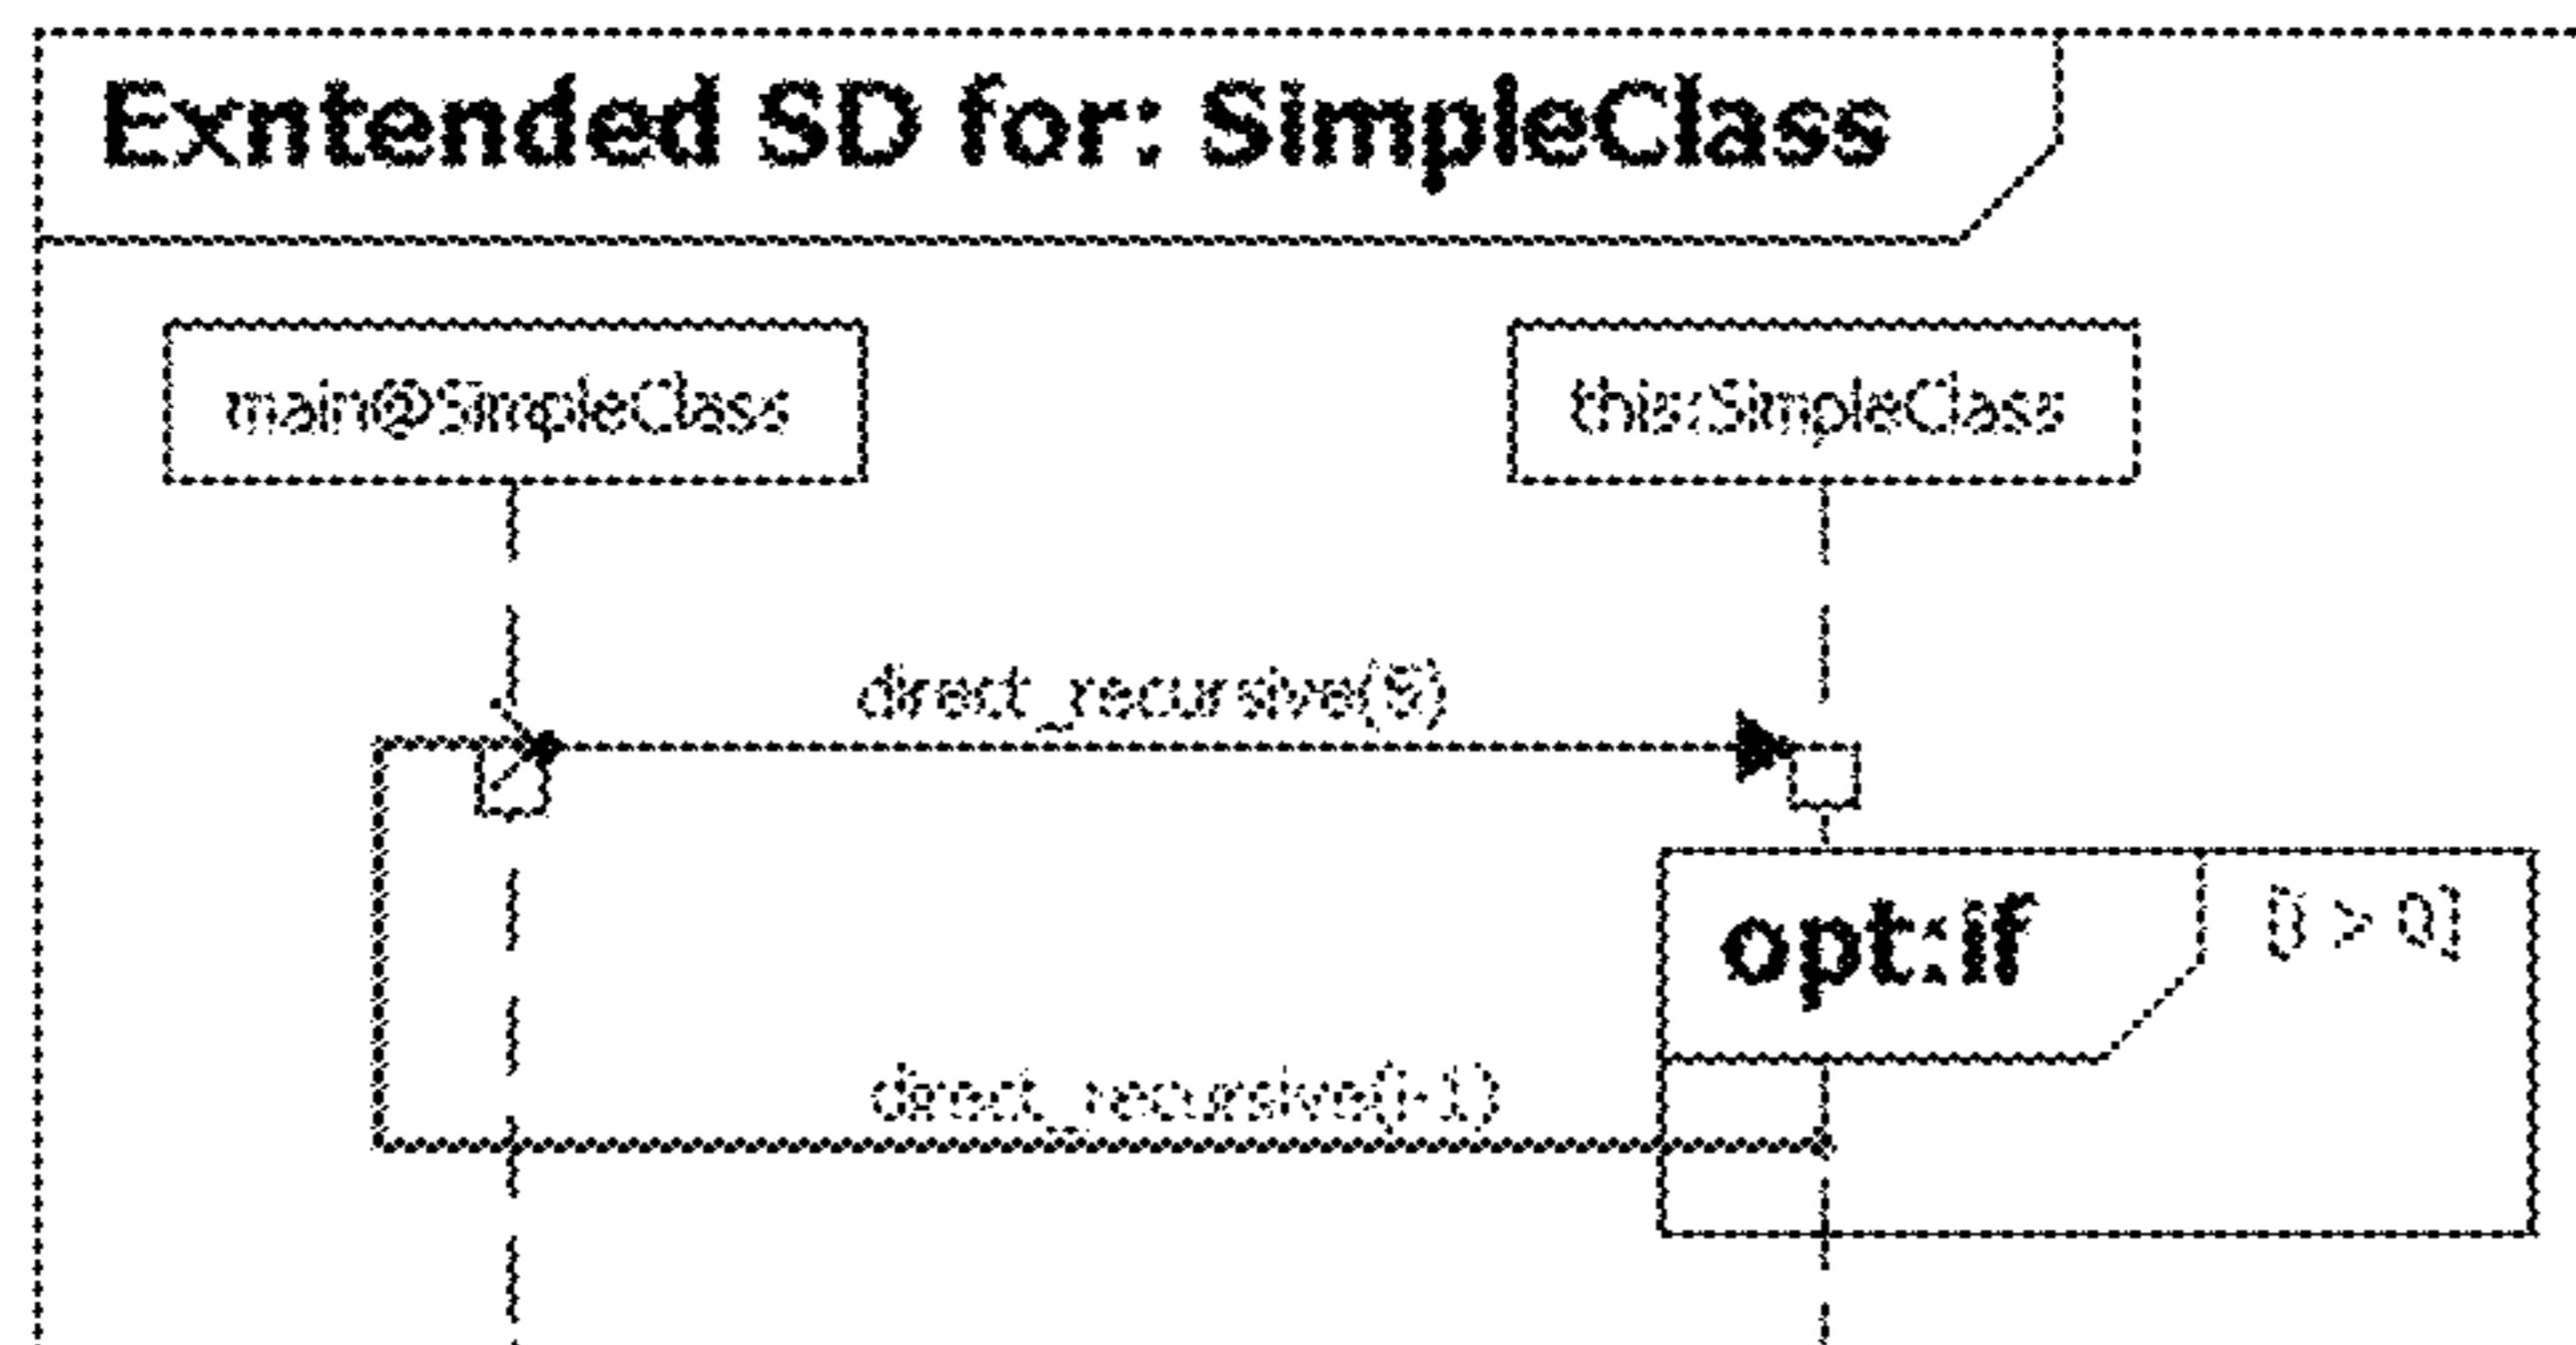 Exntended SD for: SimpleClass
main@SimpleClass
this:SimpleClass
direct_recursive(5)
opt:if
[i > 0]
direct_recursive(i-1)